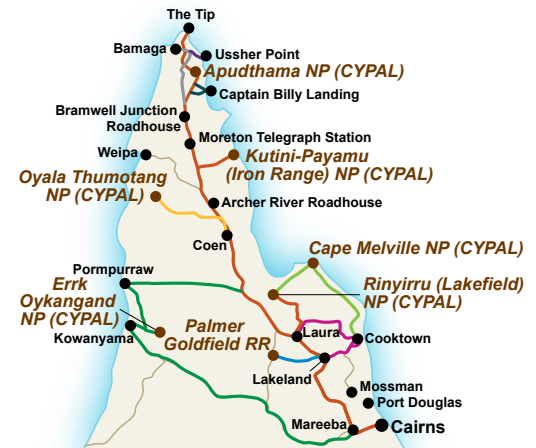 The Tip
Bamaga
Ussher Point
Apudthama NP (CYPAL)
Captain Billy Landing
Bramwell Junction
Roadhouse
Moreton Telegraph Station
Weipa
Kutini-Payamu
(Iron Range) NP (CYPAL)
Oyala Thumotang
NP (CYPAL)
Archer River Roadhouse
Coen
Cape Melville NP (CYPAL)
Pormpurraw
Rinyirru (Lakefield)
NP (CYPAL)
Errk
Oykangand
NP (CYPAL)
Palmer
Goldfield RR
Kowanyama
Laura
Cooktown
Lakeland
Mossman
Port Douglas
Mareeba
Cairns